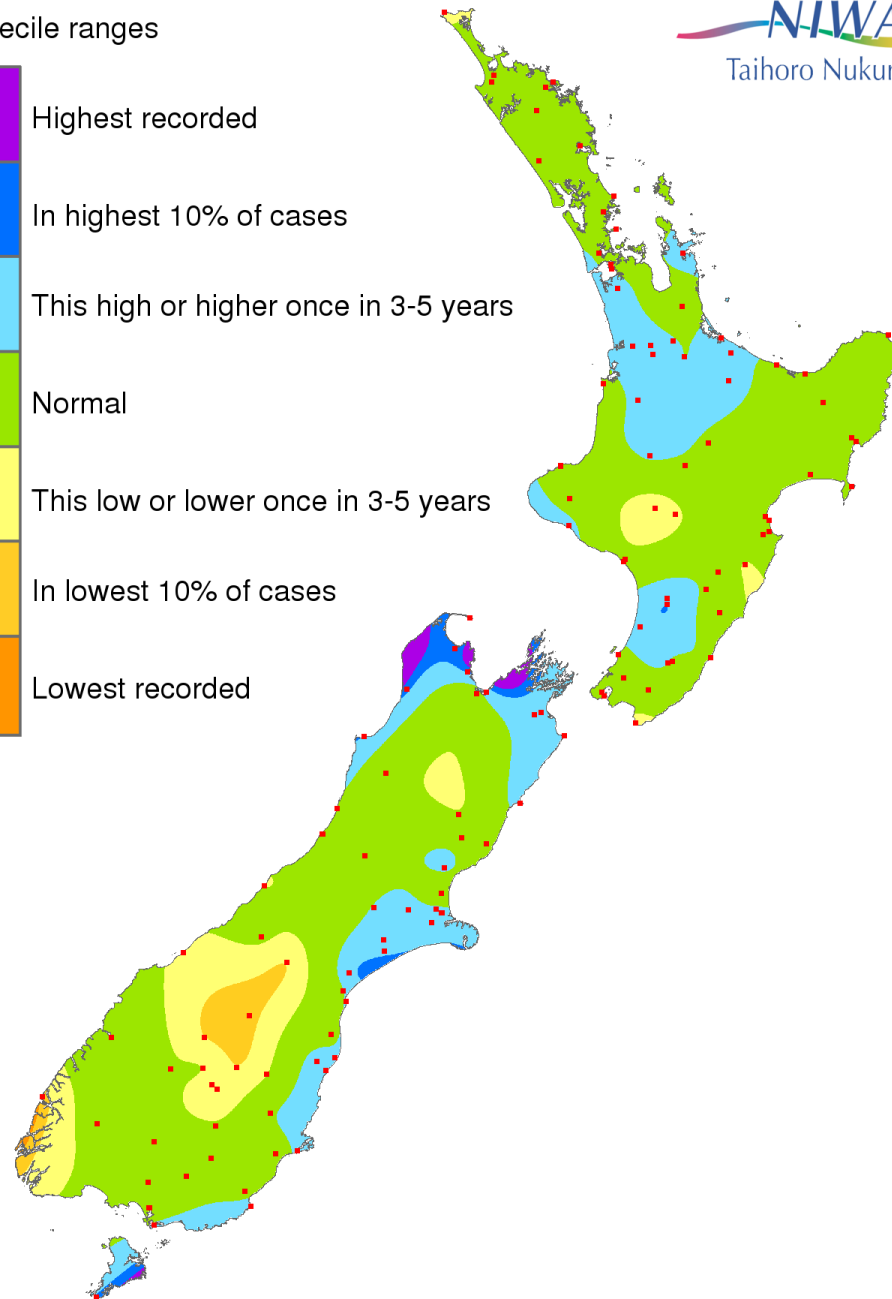 ecile ranges
Highest recorded
In highest 10% of cases
This high or higher once in 3-5 years
Normal
This low or lower once in 3-5 years
In lowest 10% of cases
Lowest recorded
NIWA
Taihoro Nukur